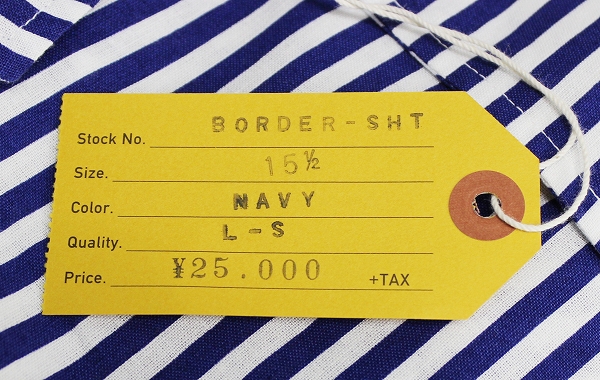 Stock No. BORDER-SHT
Size. 15½
Color. NAVY
Quality. L-S
Price. ¥25.000 +TAX